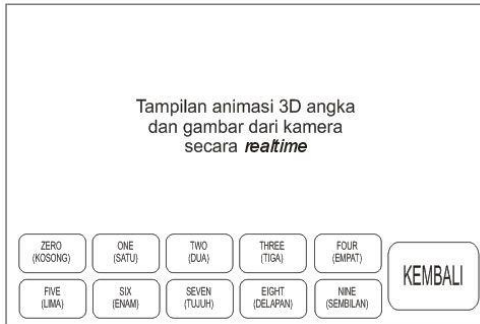 Tampilan animasi 3D angka
dan gambar dari kamera
secara realtime
ZERO
(KOSONG)
ONE
(SATU)
TWO
(DUA)
THREE
(TIGA)
FOUR
(EMPAT)
KEMBALI
FIVE
(LIMA)
SIX
(ENAM)
SEVEN
(TUJUH)
EIGHT
(DELAPAN)
NINE
(SEMBILAN)